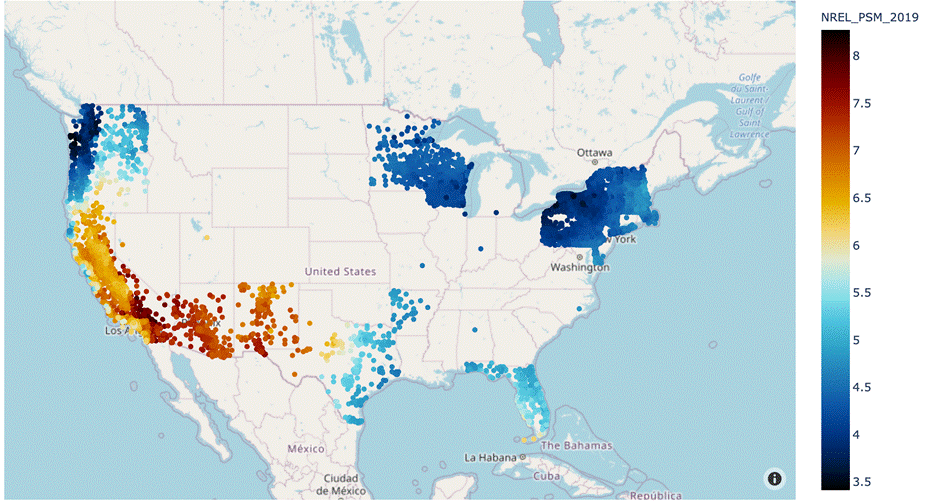 NREL_PSM_2019
8
7.5
7
6.5
6
5.5
5
4.5
4
3.5
Golfe
du Saint-
Laurent /
Gulf of
Saint
Lawrence
Ottawa
York
Washington
United States
Los
México
La Habana
The Bahamas
Ciudad
de México
Cuba
República
i